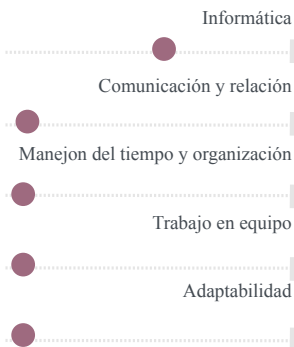 Informática
Comunicación y relación
Manejon del tiempo y organización
Trabajo en equipo
Adaptabilidad